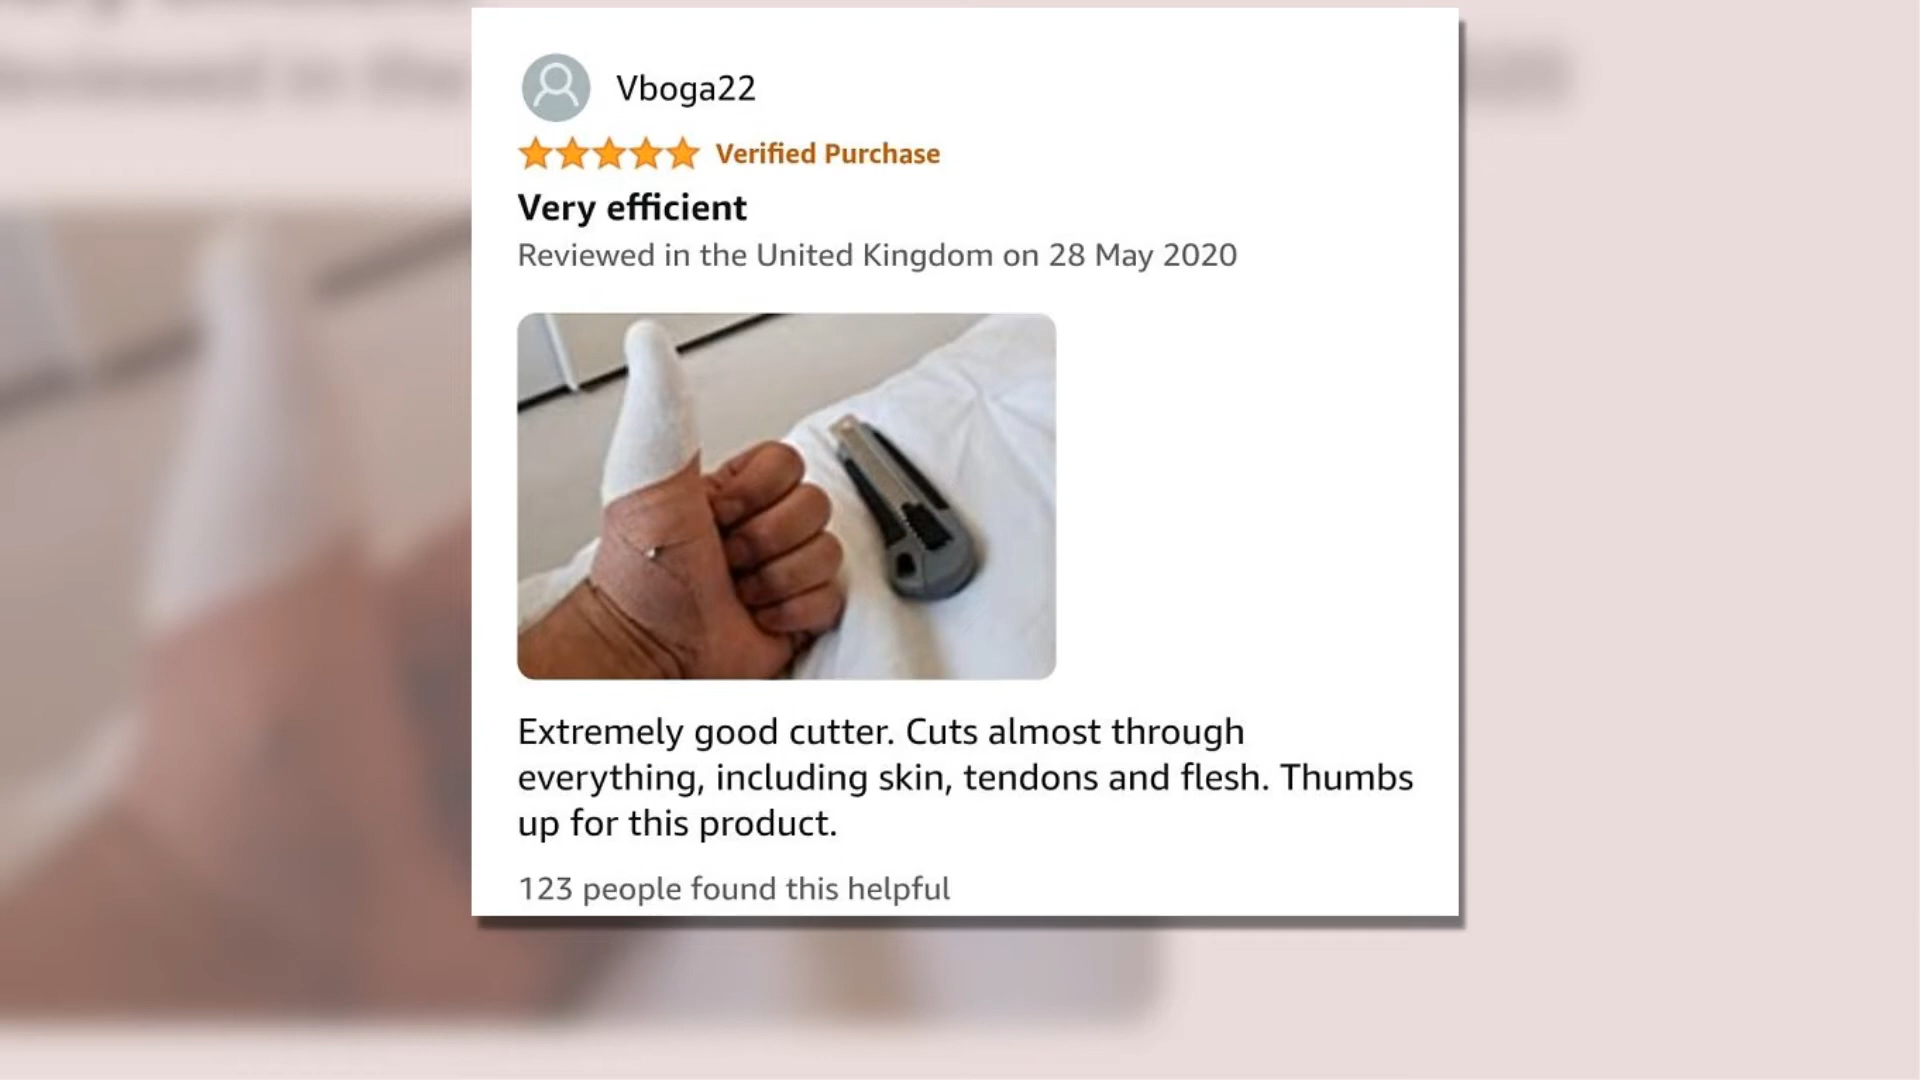 Vboga22
Verified Purchase
Very efficient
Reviewed in the United Kingdom on 28 May 2020
Extremely good cutter. Cuts almost through
everything, including skin, tendons and flesh. Thumbs
up for this product.
123 people found this helpful